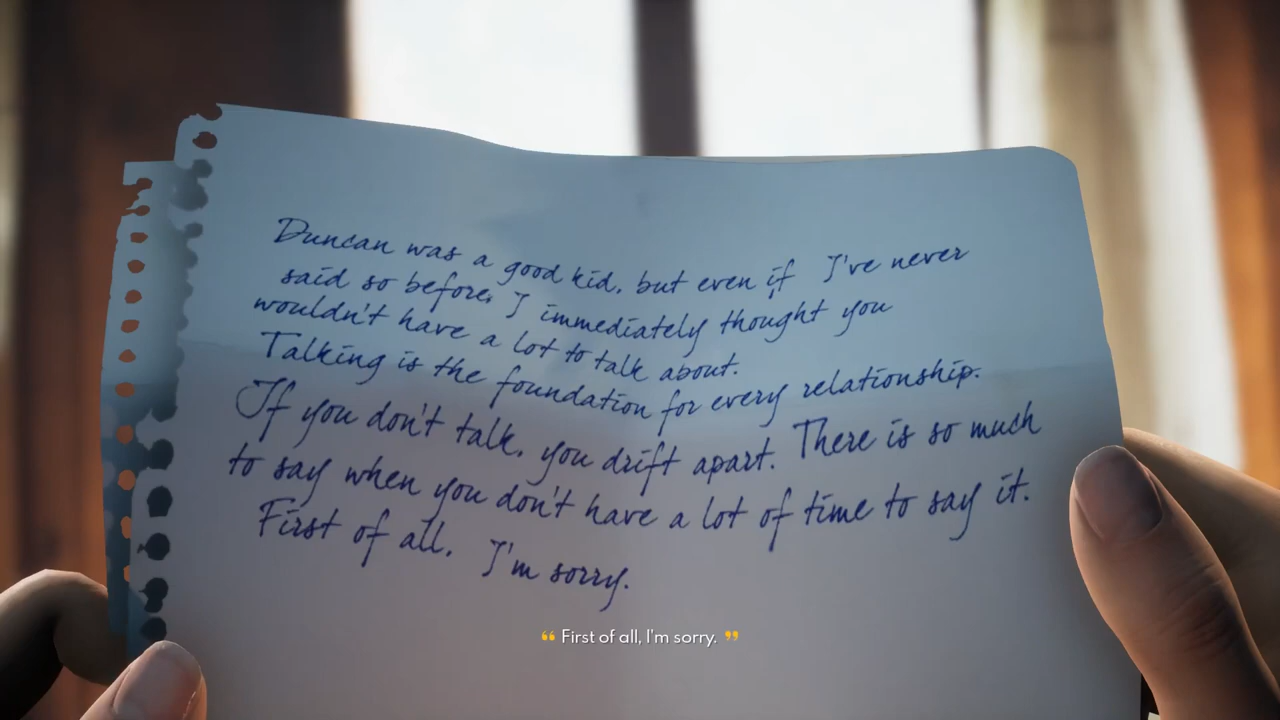 Duncan was a good kid, but even if I've never
said so before, I immediately thought you
wouldn't have a lot to talk about.
Talking is the foundation for every relationship.
If you don't talk, you drift apart. There is so much
to say when you don't have a lot of time to say it.
First of all, I'm sorry.
“ First of all, I'm sorry. ”